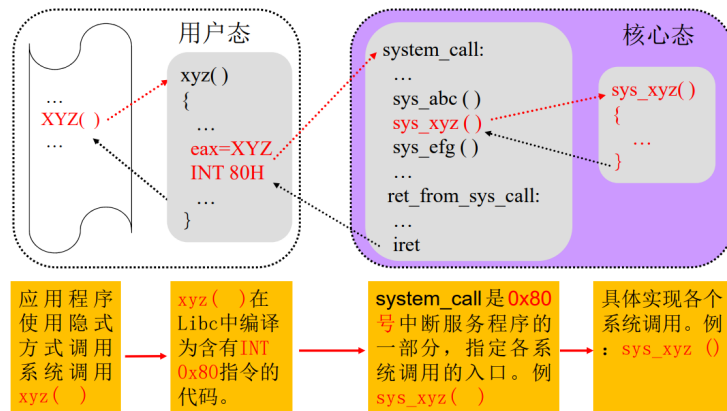 用户态
…
XYZ( )
…
xyz()
{
…
eax=XYZ
INT 80H
…
}
核心态
system_call:
…
sys_abc ()
sys_xyz ()
sys_efg ()
…
ret_from_sys_call:
…
iret
sys_xyz()
{
…
}
应用程序
使用隐式
方式调用
系统调用
xyz( )
xyz( )在
Libc中编译
为含有INT
0x80指令的
代码。
system_call是0x80
号中断服务程序的
一部分，指定各系
统调用的入口。例
sys_xyz( )
具体实现各个
系统调用。例
：sys_xyz ()